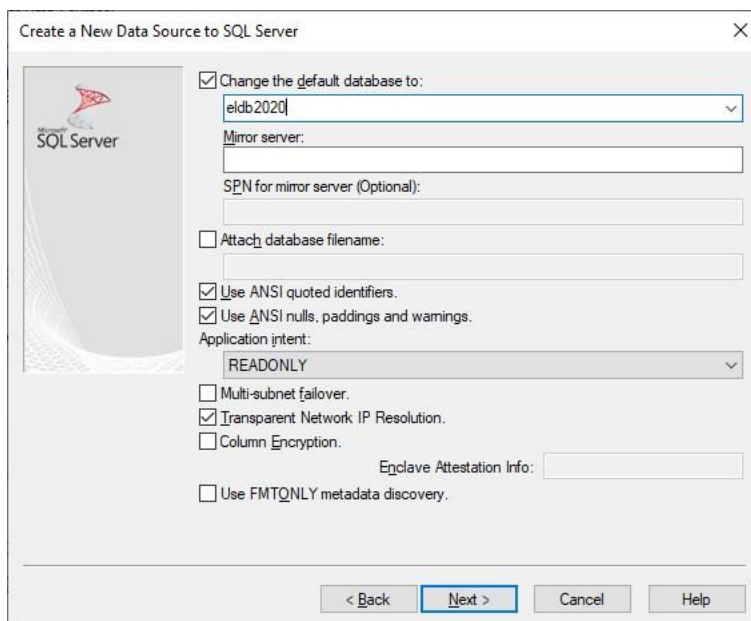 Create a New Data Source to SQL Server
Microsoft
SQL Server
Change the default database to:
eldb2020
Mirror server:
SPN for mirror server (Optional):
Attach database filename:
Use ANSI quoted identifiers.
Use ANSI nulls, paddings and warnings.
Application intent:
READONLY
Multi-subnet failover.
Transparent Network IP Resolution.
Column Encryption.
Enclave Attestation Info:
Use FMTONLY metadata discovery.
< Back Next > Cancel Help